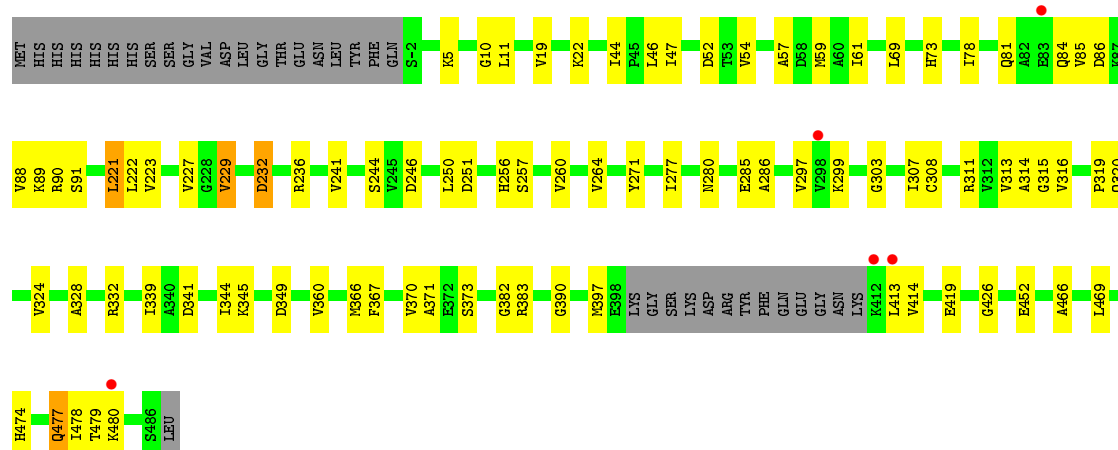 MET HIS HIS HIS HIS HIS HIS SER SER GLY VAL ASP LEU GLY THR GLU ASN LEU TYR PHE GLN S-2 K5 G10 L11 V19 K22 I44 P45 L46 I47 D52 T53 V54 A57 D58 M59 A60 I61 L69 H73 I78 Q81 A82 E83 Q84 V85 D86 K87
V88 K89 R90 S91 L221 L222 V223 V227 G228 V229 D232 R236 V241 S244 V245 D246 L250 D251 H256 S257 V260 V264 Y271 I277 N280 E285 A286 V297 V298 K299 G303 I307 C308 R311 V312 V313 A314 G315 V316 P319 Q320
V324 A328 R332 I339 A340 D341 I344 K345 D349 V360 M366 F367 V370 A371 E372 S373 G382 R383 G390 M397 E398 LYS GLY SER LYS ASP ARG TYR PHE GLN GLU GLY ASN LYS K412 L413 V414 E419 G426 E452 A466 L469
H474 Q477 I478 T479 K480 S486 LEU